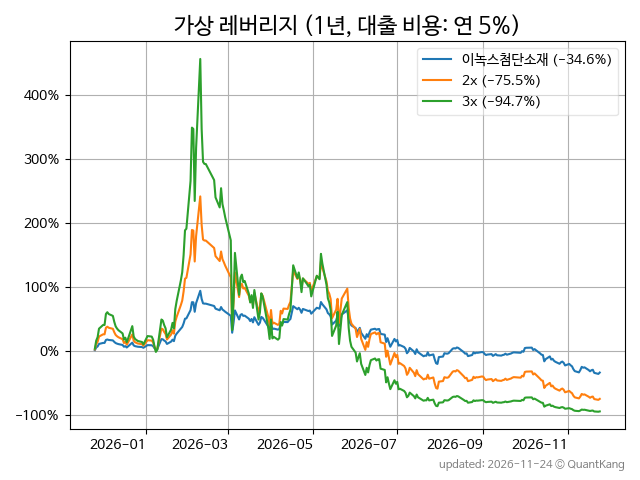 가상 레버리지 (1년, 대출 비용: 연 5%)
이녹스첨단소재 (-34.6%)
2x (-75.5%)
3x (-94.7%)
400%
300%
200%
100%
0%
-100%
2026-01 2026-03 2026-05 2026-07 2026-09 2026-11
updated: 2026-11-24 © QuantKang